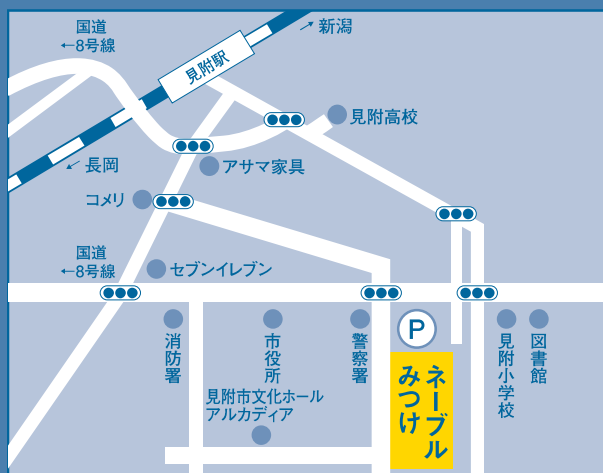 国道
←8号線
→新潟
見附駅
見附高校
←長岡
アサマ家具
コメリ
国道
←8号線
セブンイレブン
消防署
市役所
警察署
P
ネーブル
みつけ
見附小学校
図書館
見附市文化ホール
アルカディア